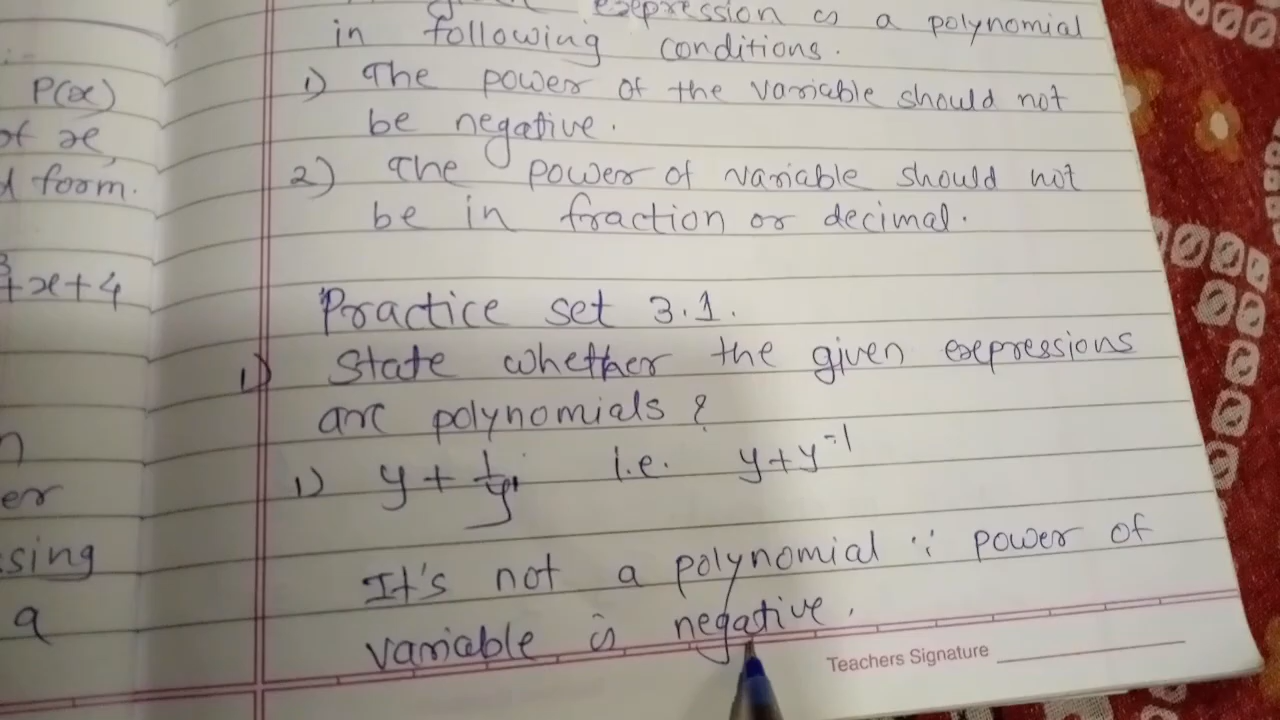 P(x)
of x,
d form.
3
+x+4
er
sing
a
expression is a polynomial
in following conditions.
1) The power of the variable should not
be negative.
2) The power of variable should not
be in fraction or decimal.
Practice set 3.1.
1) State whether the given expressions
are polynomials ?
1) y + 1/y¹ i.e. y+y⁻¹
It's not a polynomial ∵ power of
variable is negative.
Teachers Signature